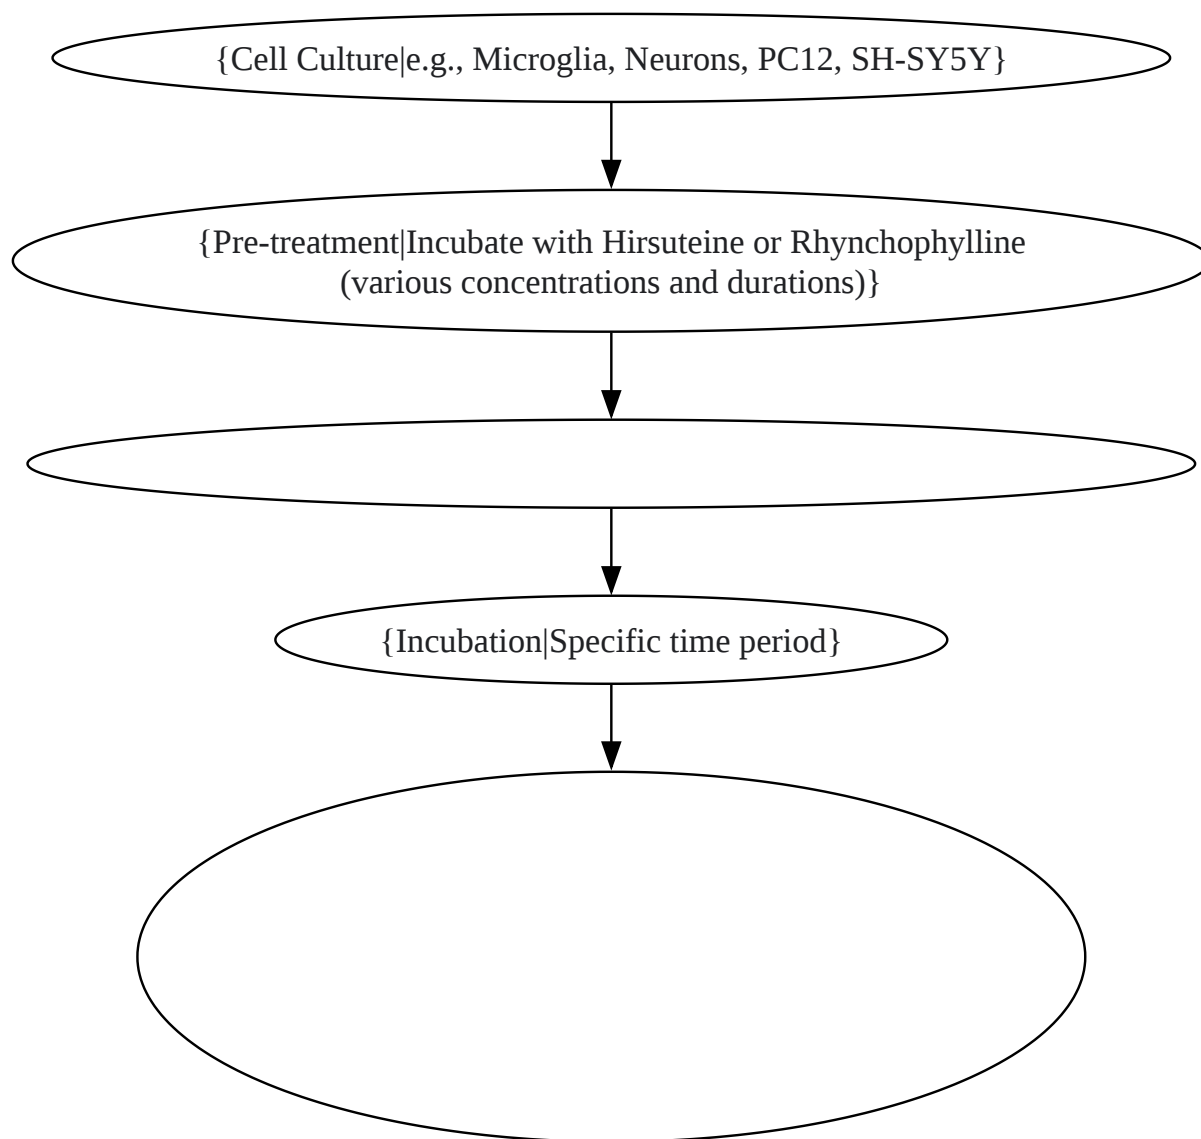 {Cell Culture|e.g., Microglia, Neurons, PC12, SH-SY5Y}
{Pre-treatment|Incubate with Hirsuteine or Rhynchophylline
(various concentrations and durations)}
{Incubation|Specific time period}